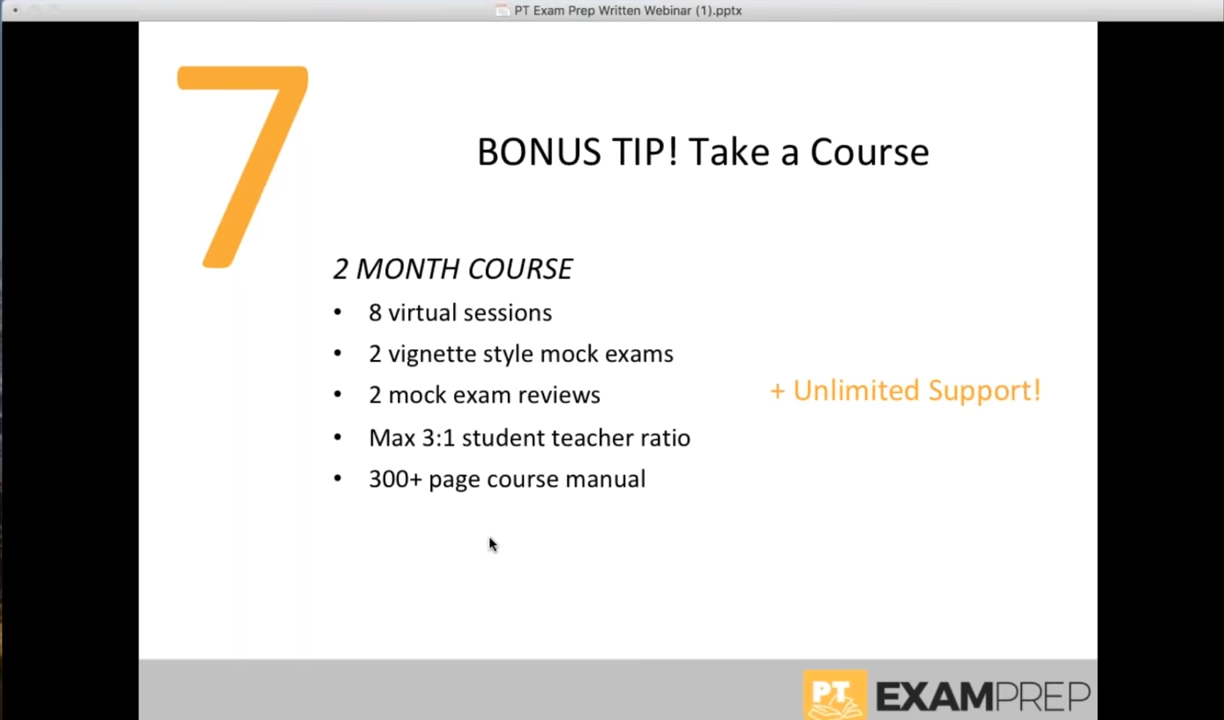 PT Exam Prep Written Webinar (1).pptx
7
BONUS TIP! Take a Course
2 MONTH COURSE
• 8 virtual sessions
• 2 vignette style mock exams
• 2 mock exam reviews
• Max 3:1 student teacher ratio
• 300+ page course manual
+ Unlimited Support!
PT EXAMPREP